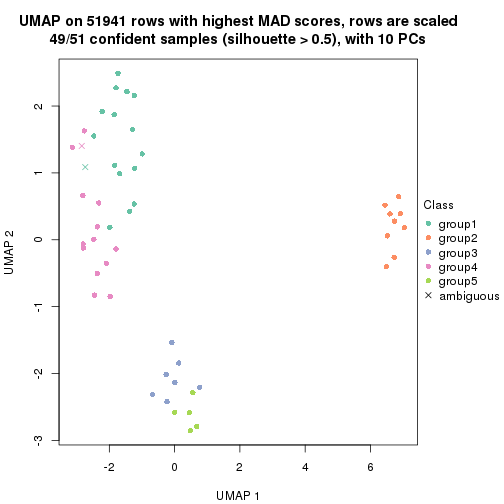 UMAP on 51941 rows with highest MAD scores, rows are scaled
49/51 confident samples (silhouette > 0.5), with 10 PCs
2
1
0
-1
-2
-3
UMAP 2
-2
0
2
4
6
UMAP 1
Class
group1
group2
group3
group4
group5
ambiguous